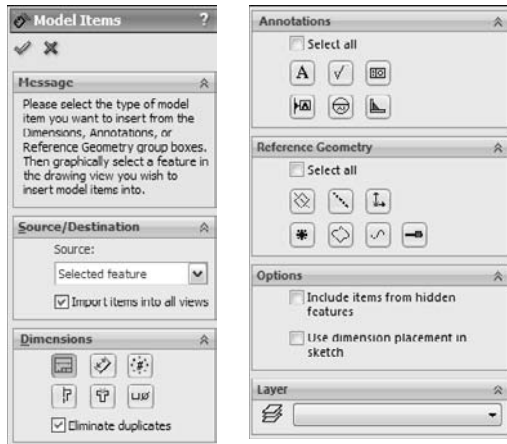 Model Items ?
Message
Please select the type of model
item you want to insert from the
Dimensions, Annotations, or
Reference Geometry group boxes.
Then graphically select a feature in
the drawing view you wish to
insert model items into.
Source/Destination
Source:
Selected feature
Import items into all views
Dimensions
Eliminate duplicates
Annotations
Select all
A
Reference Geometry
Select all
Options
Include items from hidden
features
Use dimension placement in
sketch
Layer